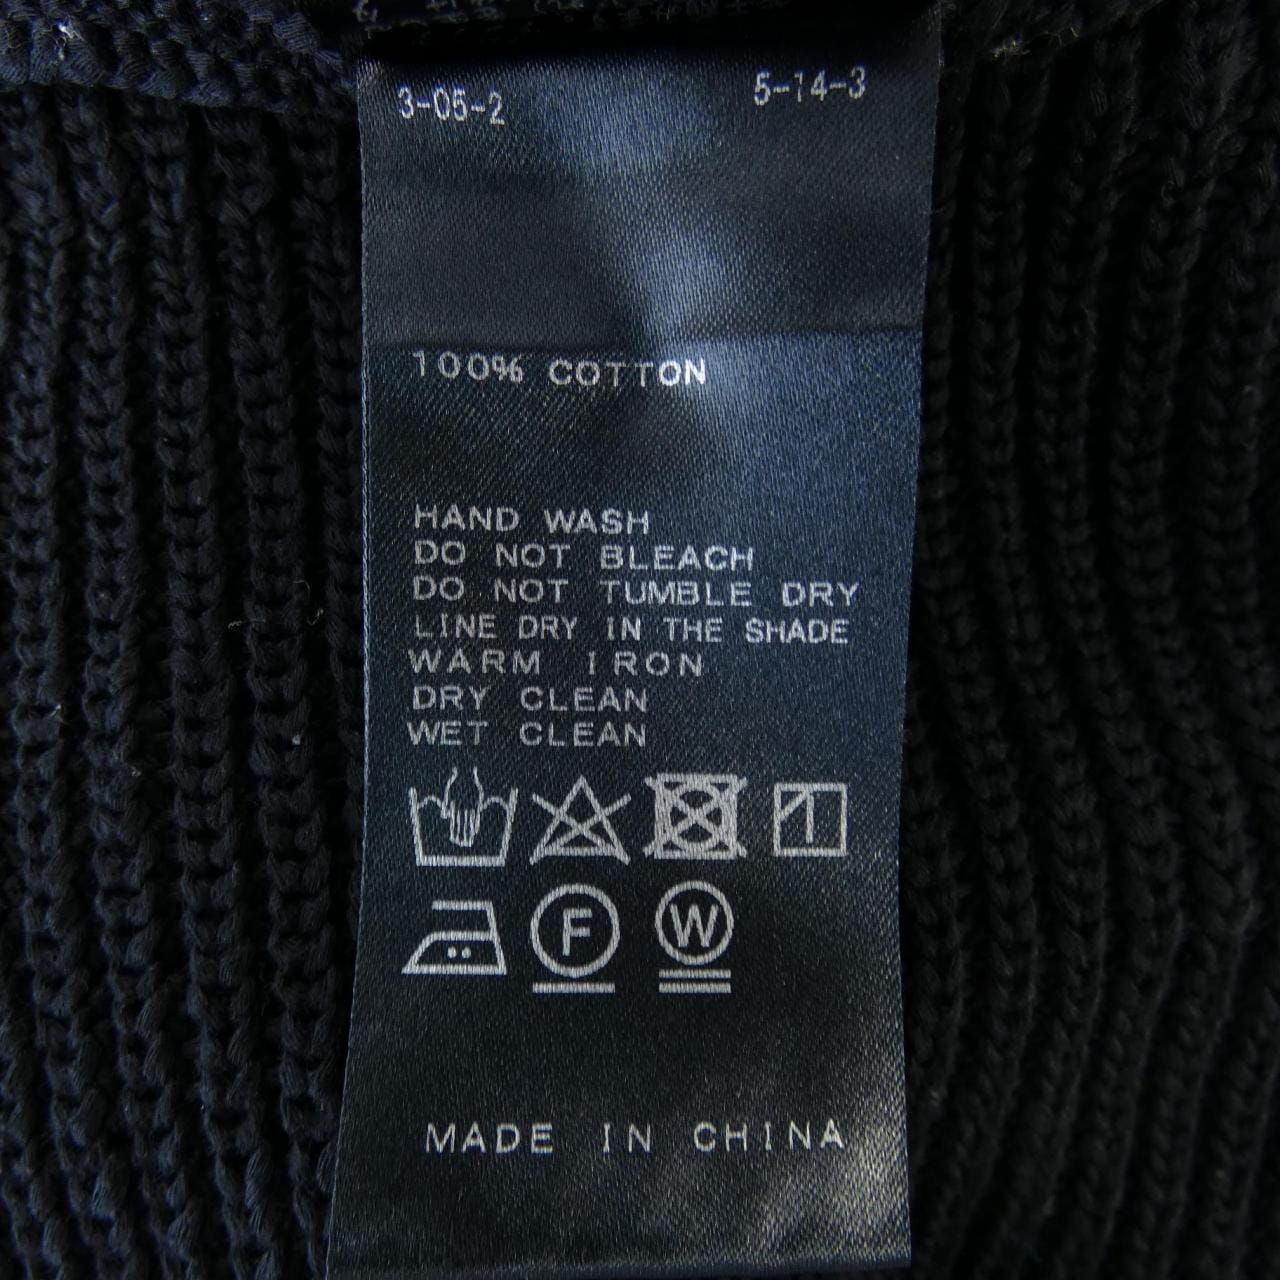 3-05-2 5-14-3
100% COTTON
HAND WASH
DO NOT BLEACH
DO NOT TUMBLE DRY
LINE DRY IN THE SHADE
WARM IRON
DRY CLEAN
WET CLEAN
F W
MADE IN CHINA